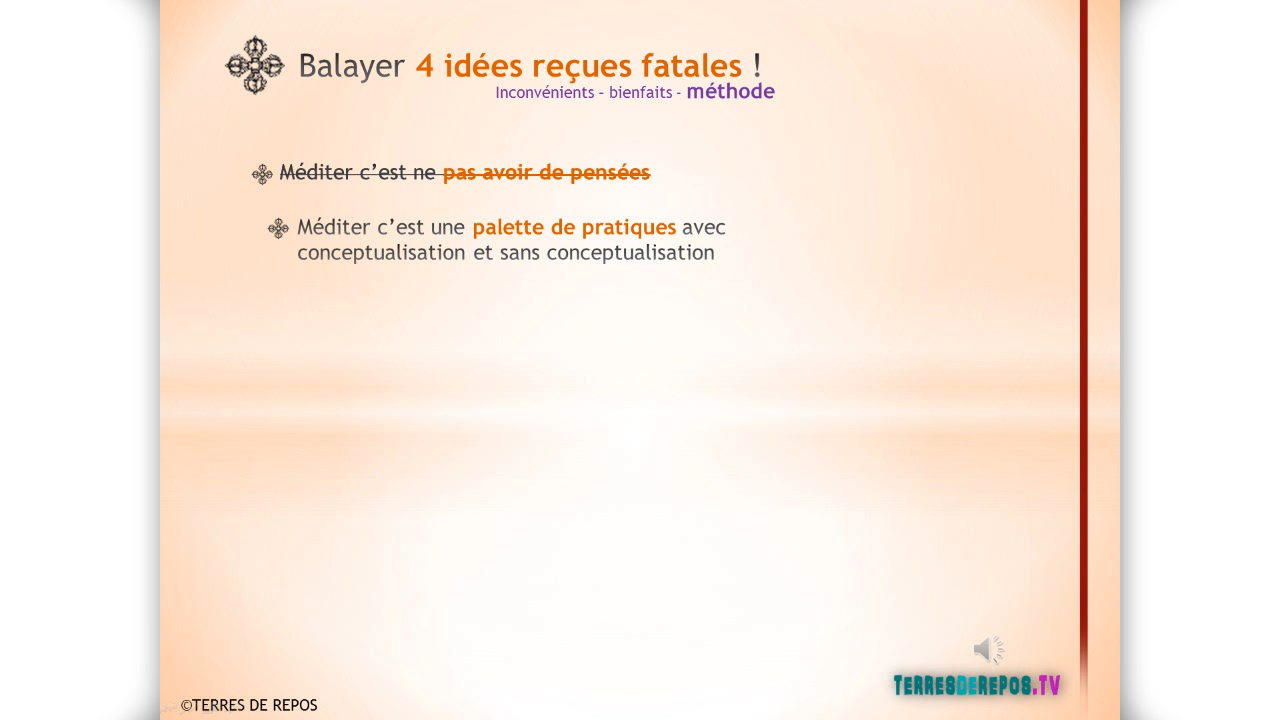 Balayer 4 idées reçues fatales !
Inconvénients – bienfaits - méthode
Méditer c’est ne pas avoir de pensées
Méditer c’est une palette de pratiques avec
conceptualisation et sans conceptualisation
TERRESDEREPOS.TV
©TERRES DE REPOS